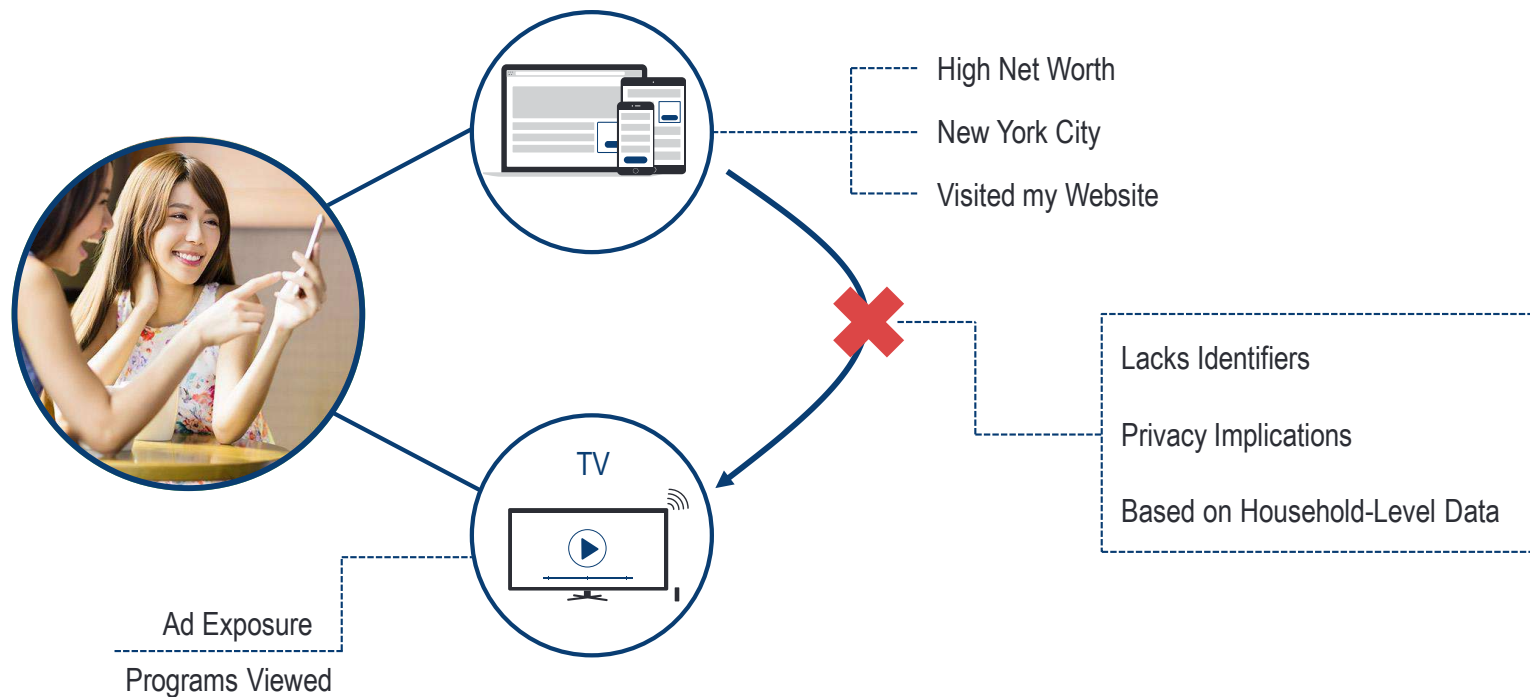 High Net Worth
New York City
Visited my Website
Lacks Identifiers
Privacy Implications
Based on Household-Level Data
TV
Ad Exposure
Programs Viewed